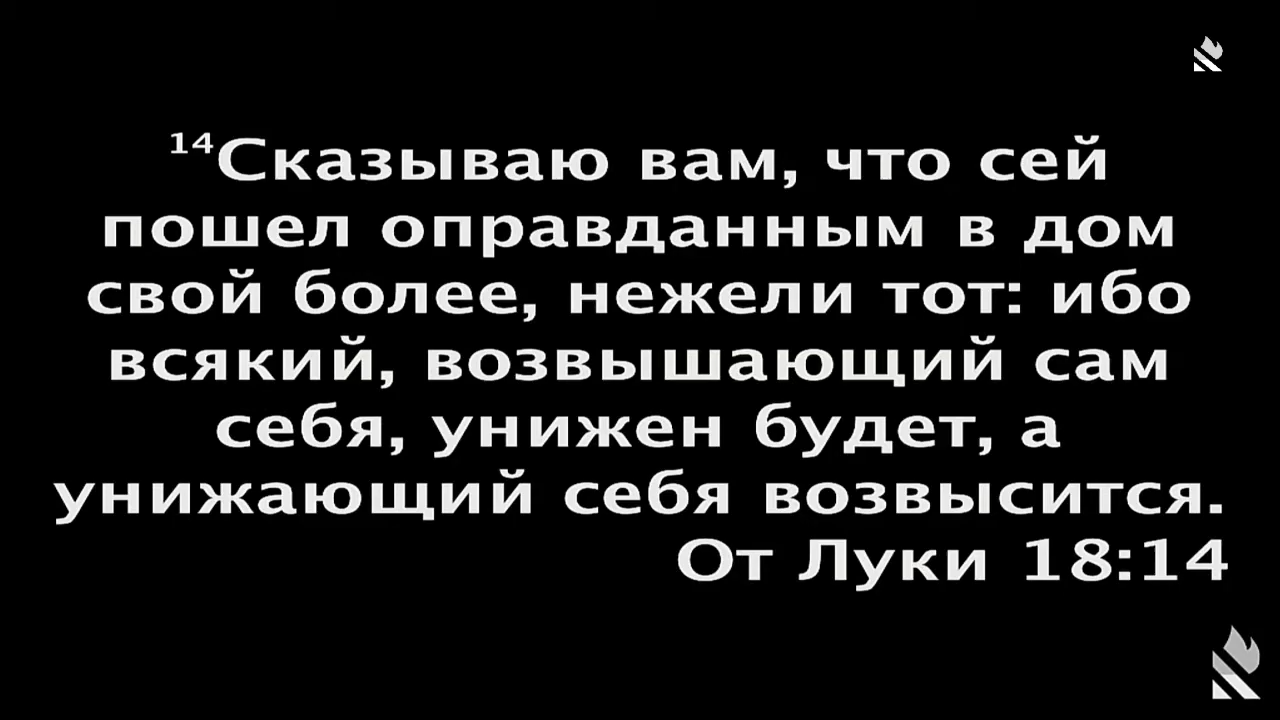 ¹⁴Сказываю вам, что сей
пошел оправданным в дом
свой более, нежели тот: ибо
всякий, возвышающий сам
себя, унижен будет, а
унижающий себя возвысится.
От Луки 18:14